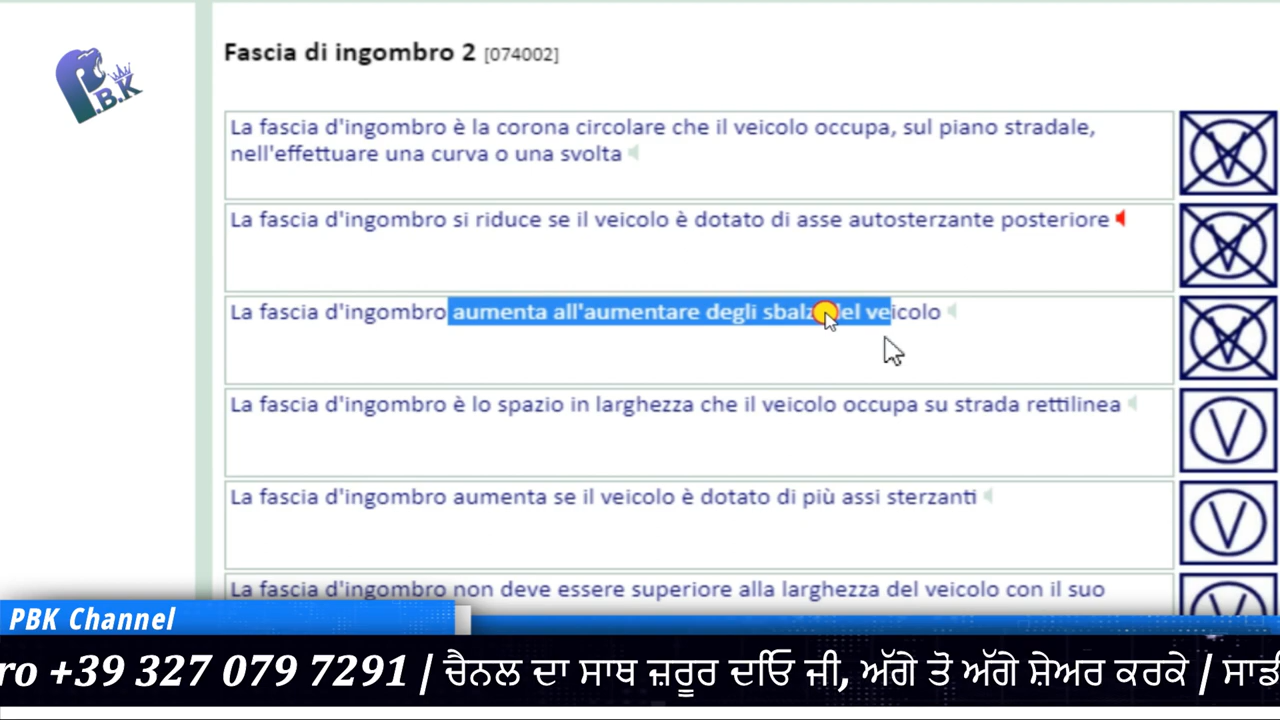 P.B.K
Fascia di ingombro 2 [074002]
La fascia d'ingombro è la corona circolare che il veicolo occupa, sul piano stradale,
nell'effettuare una curva o una svolta
V
La fascia d'ingombro si riduce se il veicolo è dotato di asse autosterzante posteriore
V
La fascia d'ingombro aumenta all'aumentare degli sbalzi del veicolo
V
La fascia d'ingombro è lo spazio in larghezza che il veicolo occupa su strada rettilinea
V
La fascia d'ingombro aumenta se il veicolo è dotato di più assi sterzanti
V
La fascia d'ingombro non deve essere superiore alla larghezza del veicolo con il suo
V
PBK Channel
ro +39 327 079 7291 | ਚੈਨਲ ਦਾ ਸਾਥ ਜ਼ਰੂਰ ਦਓਿ ਜੀ, ਅੱਗੇ ਤੋ ਅੱਗੇ ਸ਼ੇਅਰ ਕਰਕੇ | ਸਾਡੀ